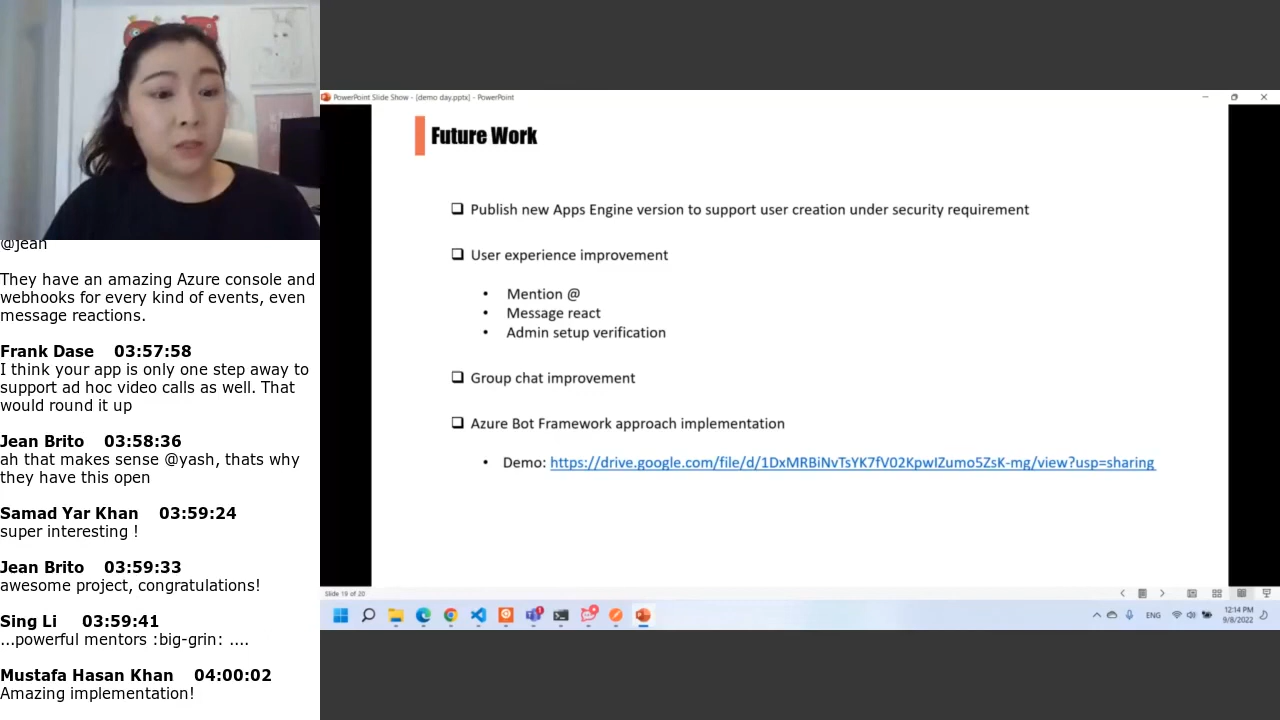 @jean
They have an amazing Azure console and
webhooks for every kind of events, even
message reactions.
Frank Dase 03:57:58
I think your app is only one step away to
support ad hoc video calls as well. That
would round it up
Jean Brito 03:58:36
ah that makes sense @yash, thats why
they have this open
Samad Yar Khan 03:59:24
super interesting !
Jean Brito 03:59:33
awesome project, congratulations!
Sing Li 03:59:41
...powerful mentors :big-grin: ....
Mustafa Hasan Khan 04:00:02
Amazing implementation!
PowerPoint Slide Show - [demo day.pptx] - PowerPoint
Future Work
Publish new Apps Engine version to support user creation under security requirement
User experience improvement
• Mention @
• Message react
• Admin setup verification
Group chat improvement
Azure Bot Framework approach implementation
• Demo: https://drive.google.com/file/d/1DxMRBiNvTsYK7fV02KpwIZumo5ZsK-mg/view?usp=sharing
Slide 19 of 20
ENG
12:14 PM
9/8/2022